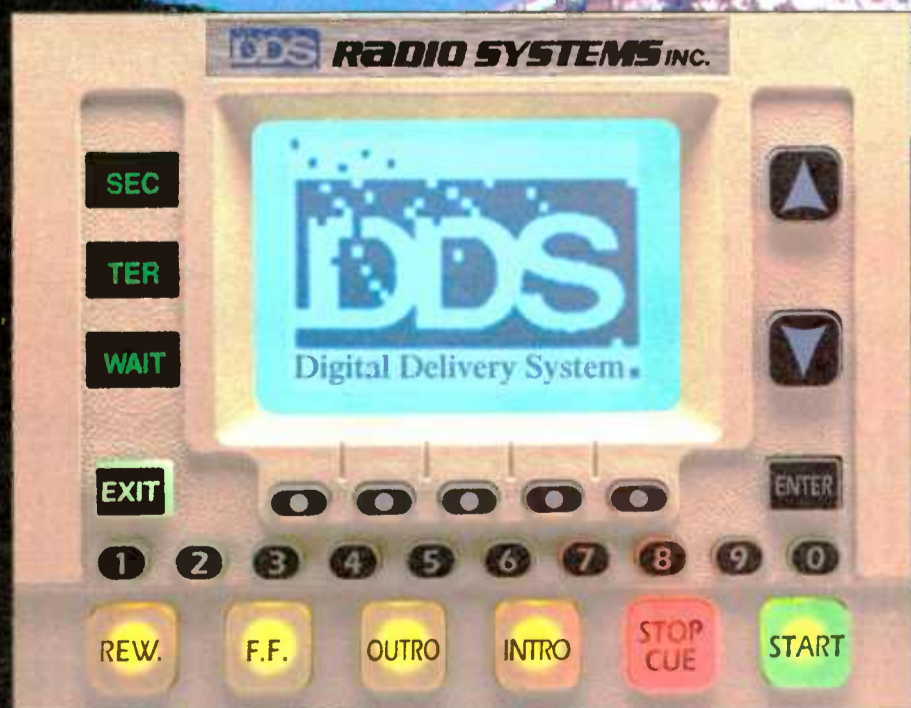 DDS RADIO SYSTEMS INC.
SEC
TER
WAIT
DDS
Digital Delivery System.
EXIT
ENTER
1 2 3 4 5 6 7 8 9 0
REW.
F.F.
OUTRO
INTRO
STOP
CUE
START